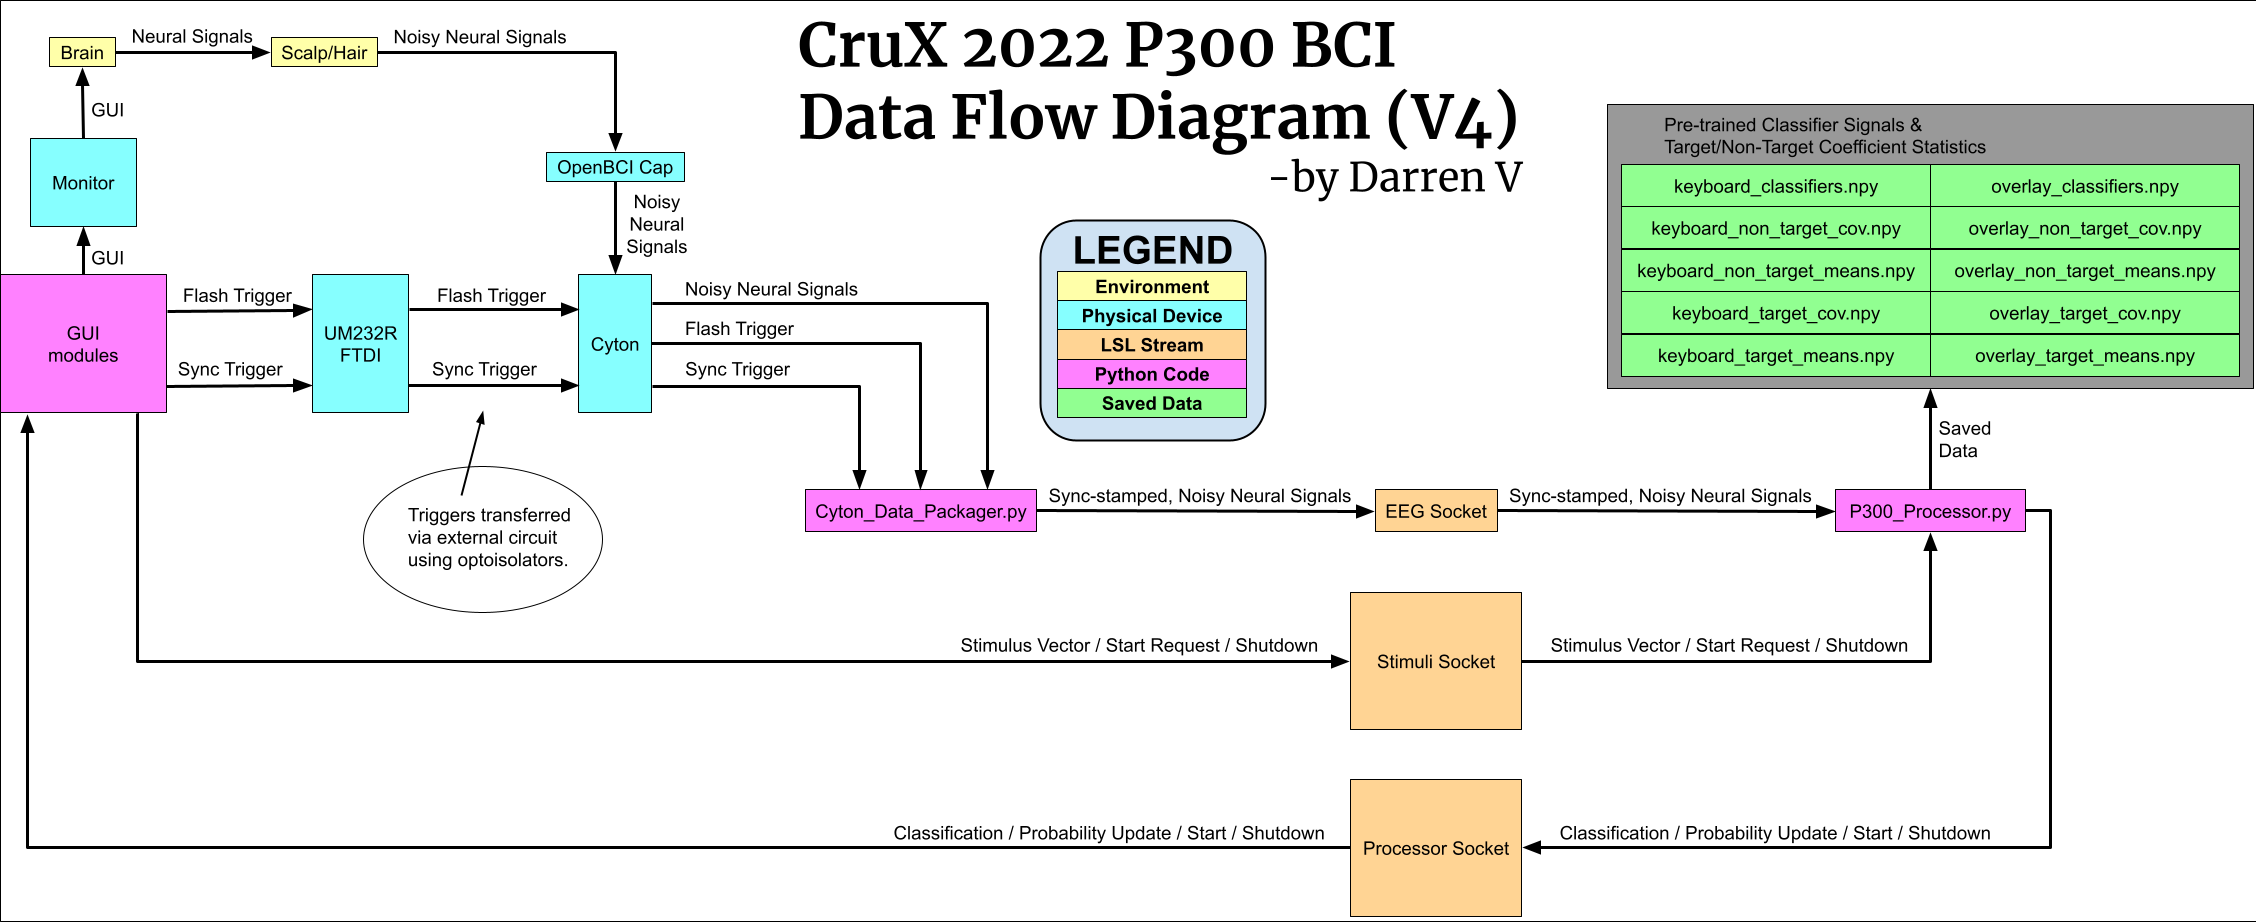 CruX 2022 P300 BCI
Data Flow Diagram (V4)
-by Darren V
Brain
Neural Signals
Scalp/Hair
Noisy Neural Signals
GUI
Monitor
GUI
OpenBCI Cap
Noisy
Neural
Signals
GUI
modules
Flash Trigger
Sync Trigger
UM232R
FTDI
Flash Trigger
Sync Trigger
Cyton
Noisy Neural Signals
Flash Trigger
Sync Trigger
Triggers transferred
via external circuit
using optoisolators.
LEGEND
Environment
Physical Device
LSL Stream
Python Code
Saved Data
Pre-trained Classifier Signals &
Target/Non-Target Coefficient Statistics
keyboard_classifiers.npy
overlay_classifiers.npy
keyboard_non_target_cov.npy
overlay_non_target_cov.npy
keyboard_non_target_means.npy
overlay_non_target_means.npy
keyboard_target_cov.npy
overlay_target_cov.npy
keyboard_target_means.npy
overlay_target_means.npy
Saved
Data
Cyton_Data_Packager.py
Sync-stamped, Noisy Neural Signals
EEG Socket
Sync-stamped, Noisy Neural Signals
P300_Processor.py
Stimulus Vector / Start Request / Shutdown
Stimuli Socket
Stimulus Vector / Start Request / Shutdown
Classification / Probability Update / Start / Shutdown
Processor Socket
Classification / Probability Update / Start / Shutdown